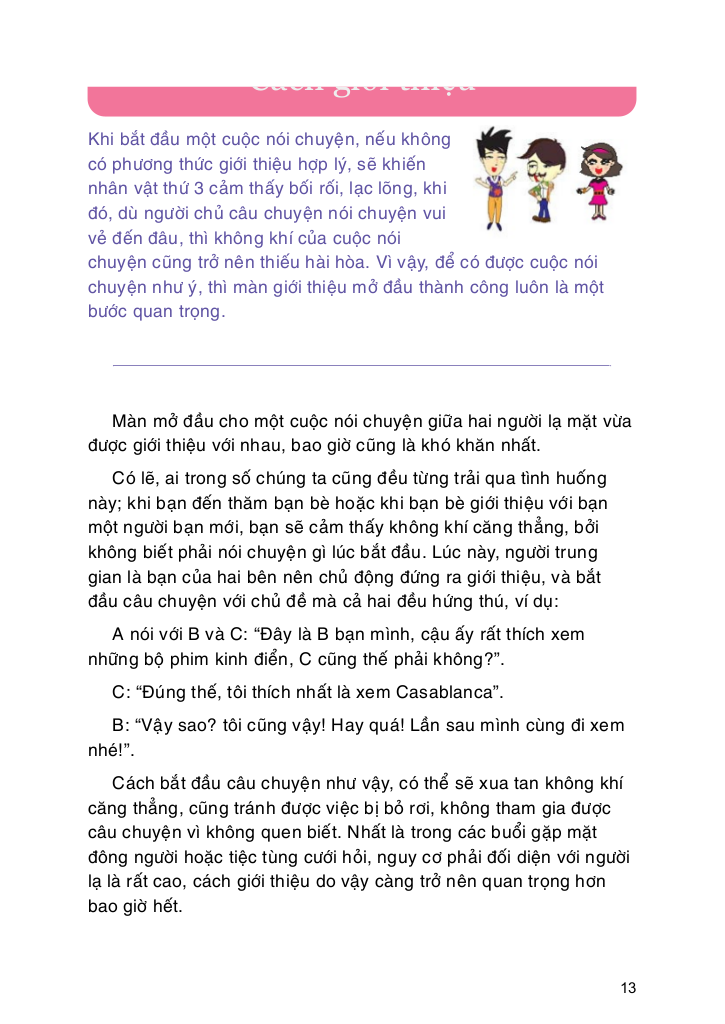 Cách giới thiệu
Khi bắt đầu một cuộc nói chuyện, nếu không
có phương thức giới thiệu hợp lý, sẽ khiến
nhân vật thứ 3 cảm thấy bối rối, lạc lõng, khi
đó, dù người chủ câu chuyện nói chuyện vui
vẻ đến đâu, thì không khí của cuộc nói
chuyện cũng trở nên thiếu hài hòa. Vì vậy, để có được cuộc nói
chuyện như ý, thì màn giới thiệu mở đầu thành công luôn là một
bước quan trọng.
Màn mở đầu cho một cuộc nói chuyện giữa hai người lạ mặt vừa
được giới thiệu với nhau, bao giờ cũng là khó khăn nhất.
Có lẽ, ai trong số chúng ta cũng đều từng trải qua tình huống
này; khi bạn đến thăm bạn bè hoặc khi bạn bè giới thiệu với bạn
một người bạn mới, bạn sẽ cảm thấy không khí căng thẳng, bởi
không biết phải nói chuyện gì lúc bắt đầu. Lúc này, người trung
gian là bạn của hai bên nên chủ động đứng ra giới thiệu, và bắt
đầu câu chuyện với chủ đề mà cả hai đều hứng thú, ví dụ:
A nói với B và C: “Đây là B bạn mình, cậu ấy rất thích xem
những bộ phim kinh điển, C cũng thế phải không?”.
C: “Đúng thế, tôi thích nhất là xem Casablanca”.
B: “Vậy sao? tôi cũng vậy! Hay quá! Lần sau mình cùng đi xem
nhé!”.
Cách bắt đầu câu chuyện như vậy, có thể sẽ xua tan không khí
căng thẳng, cũng tránh được việc bị bỏ rơi, không tham gia được
câu chuyện vì không quen biết. Nhất là trong các buổi gặp mặt
đông người hoặc tiệc tùng cưới hỏi, nguy cơ phải đối diện với người
lạ là rất cao, cách giới thiệu do vậy càng trở nên quan trọng hơn
bao giờ hết.
13